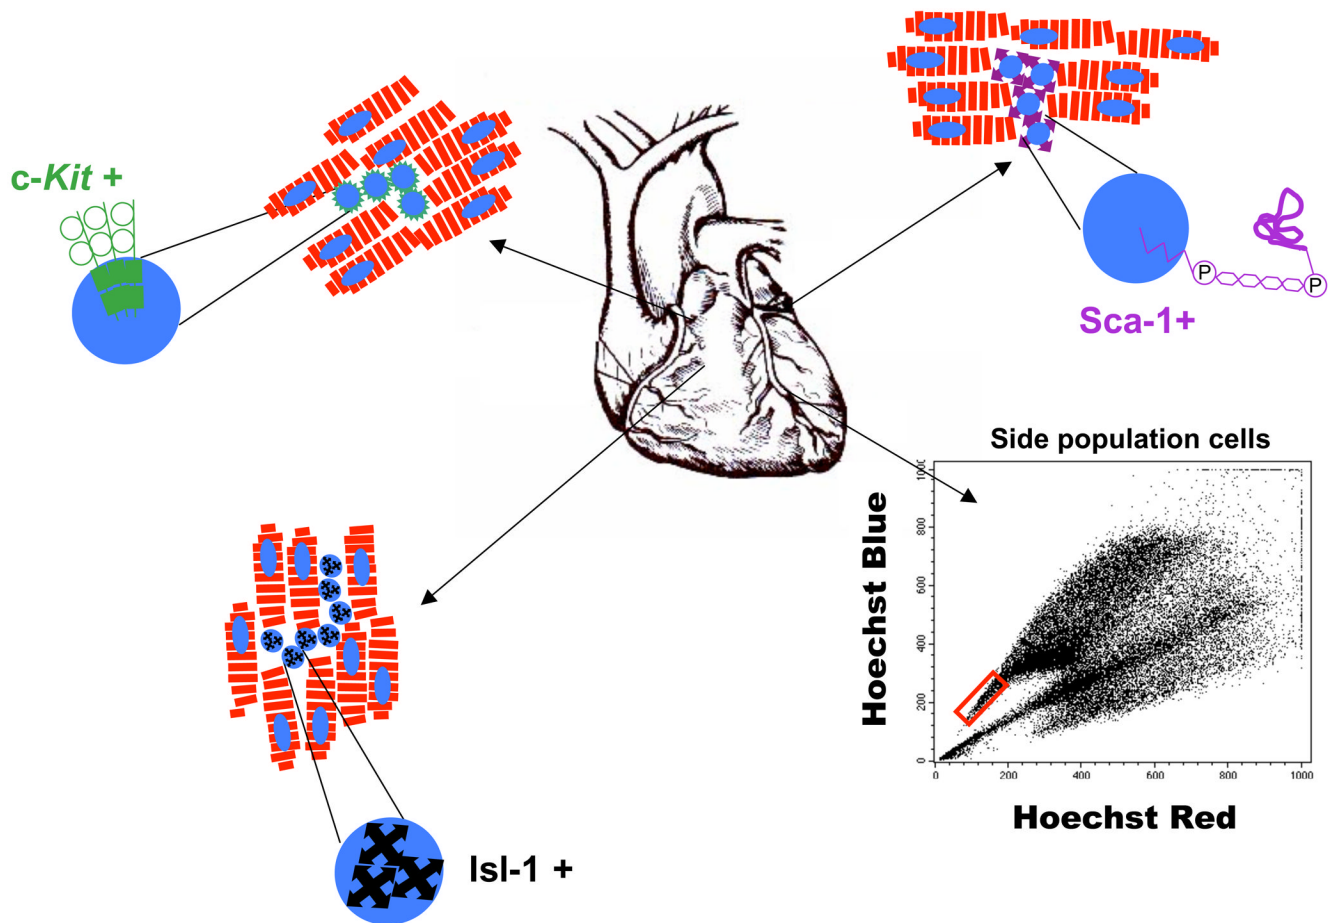 c-Kit +
P
P
Sca-1+
Side population cells
Hoechst Blue
1000
800
600
400
200
0
0
200
400
600
800
1000
Hoechst Red
Isl-1 +